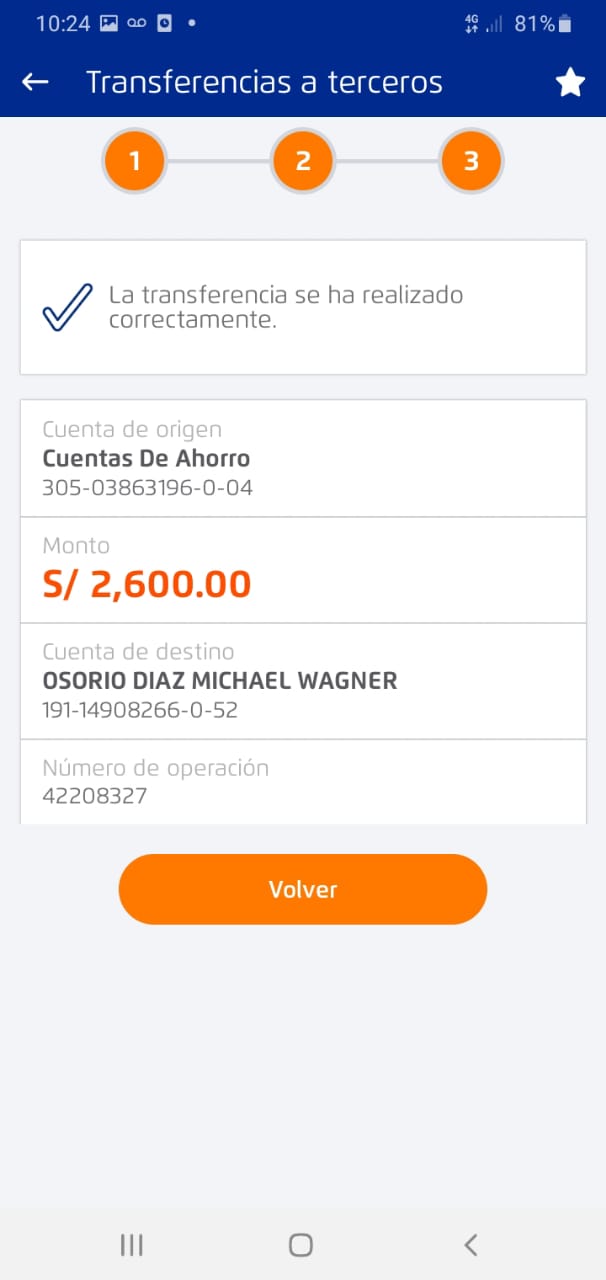 10:24 4G 81%
Transferencias a terceros
1 2 3
La transferencia se ha realizado
correctamente.
Cuenta de origen
Cuentas De Ahorro
305-03863196-0-04
Monto
S/ 2,600.00
Cuenta de destino
OSORIO DIAZ MICHAEL WAGNER
191-14908266-0-52
Número de operación
42208327
Volver